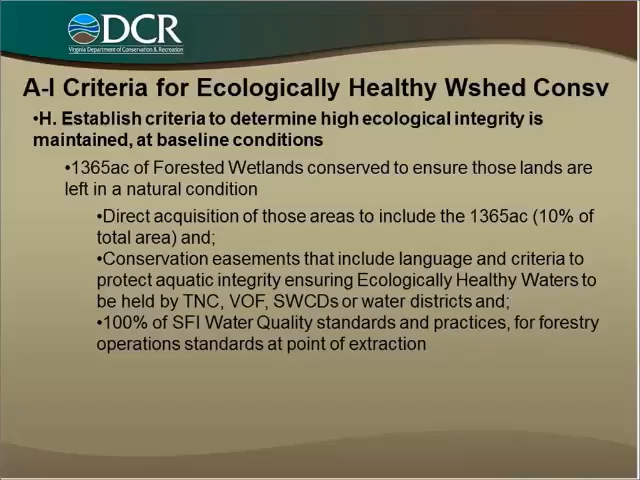 DCR
Virginia Department of Conservation & Recreation
A-I Criteria for Ecologically Healthy Wshed Consv
•H. Establish criteria to determine high ecological integrity is
maintained, at baseline conditions
•1365ac of Forested Wetlands conserved to ensure those lands are
left in a natural condition
•Direct acquisition of those areas to include the 1365ac (10% of
total area) and;
•Conservation easements that include language and criteria to
protect aquatic integrity ensuring Ecologically Healthy Waters to
be held by TNC, VOF, SWCDs or water districts and;
•100% of SFI Water Quality standards and practices, for forestry
operations standards at point of extraction